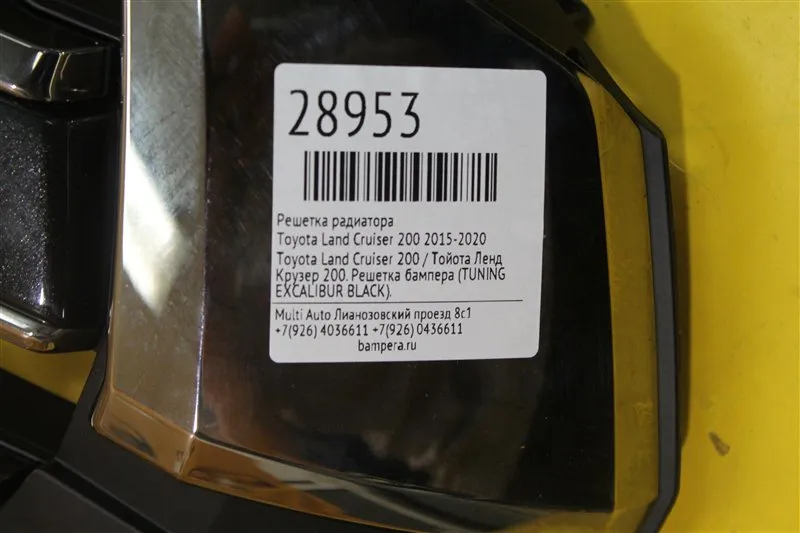 28953
Решетка радиатора
Toyota Land Cruiser 200 2015-2020
Toyota Land Cruiser 200 / Тойота Ленд
Крузер 200. Решетка бампера (TUNING
EXCALIBUR BLACK).
Multi Auto Лианозовский проезд 8с1
+7(926) 4036611 +7(926) 0436611
bampera.ru